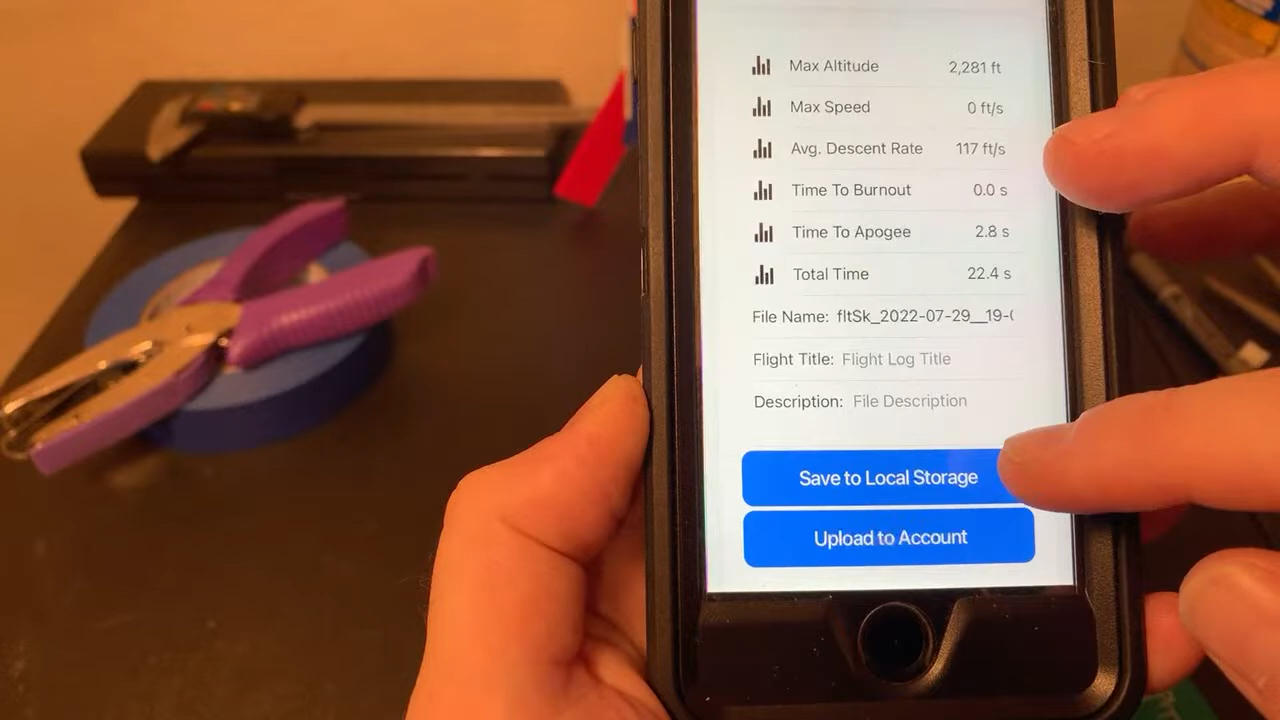 Max Altitude 2,281 ft
Max Speed 0 ft/s
Avg. Descent Rate 117 ft/s
Time To Burnout 0.0 s
Time To Apogee 2.8 s
Total Time 22.4 s
File Name: fltSk_2022-07-29__19-(
Flight Title: Flight Log Title
Description: File Description
Save to Local Storage
Upload to Account